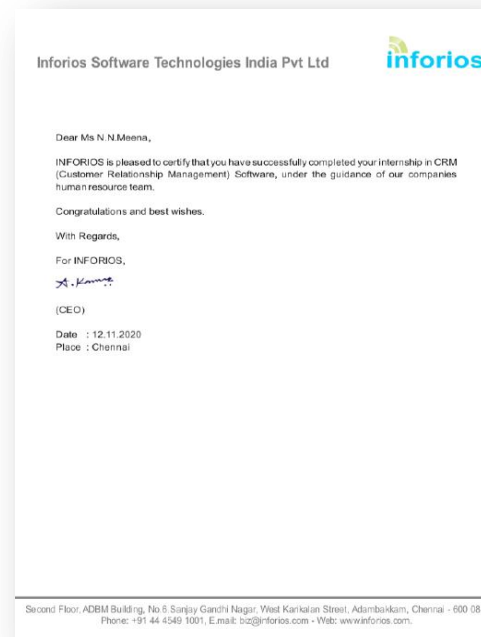 Inforios Software Technologies India Pvt Ltd
inforios
Dear Ms N.N.Meena,
INFORIOS is pleased to certify that you have successfully completed your internship in CRM
(Customer Relationship Management) Software, under the guidance of our companies
human resource team.
Congratulations and best wishes.
With Regards,
For INFORIOS,
(CEO)
Date : 12.11.2020
Place : Chennai
Second Floor, ADBM Building, No.6.Sanjay Gandhi Nagar, West Karikalan Street, Adambakkam, Chennai - 600 08
Phone: +91 44 4549 1001, E.mail: biz@inforios.com - Web: www.inforios.com.